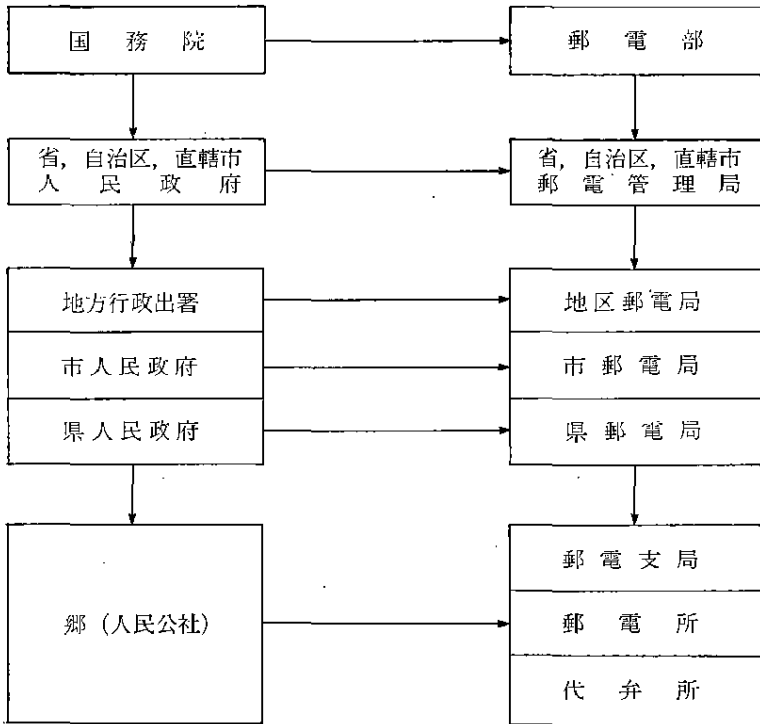 国務院
郵電部
省，自治区，直轄市
人民政府
省，自治区，直轄市
郵電管理局
地方行政出署
地区郵電局
市人民政府
市郵電局
県人民政府
県郵電局
郷（人民公社）
郵電支局
郵電所
代弁所